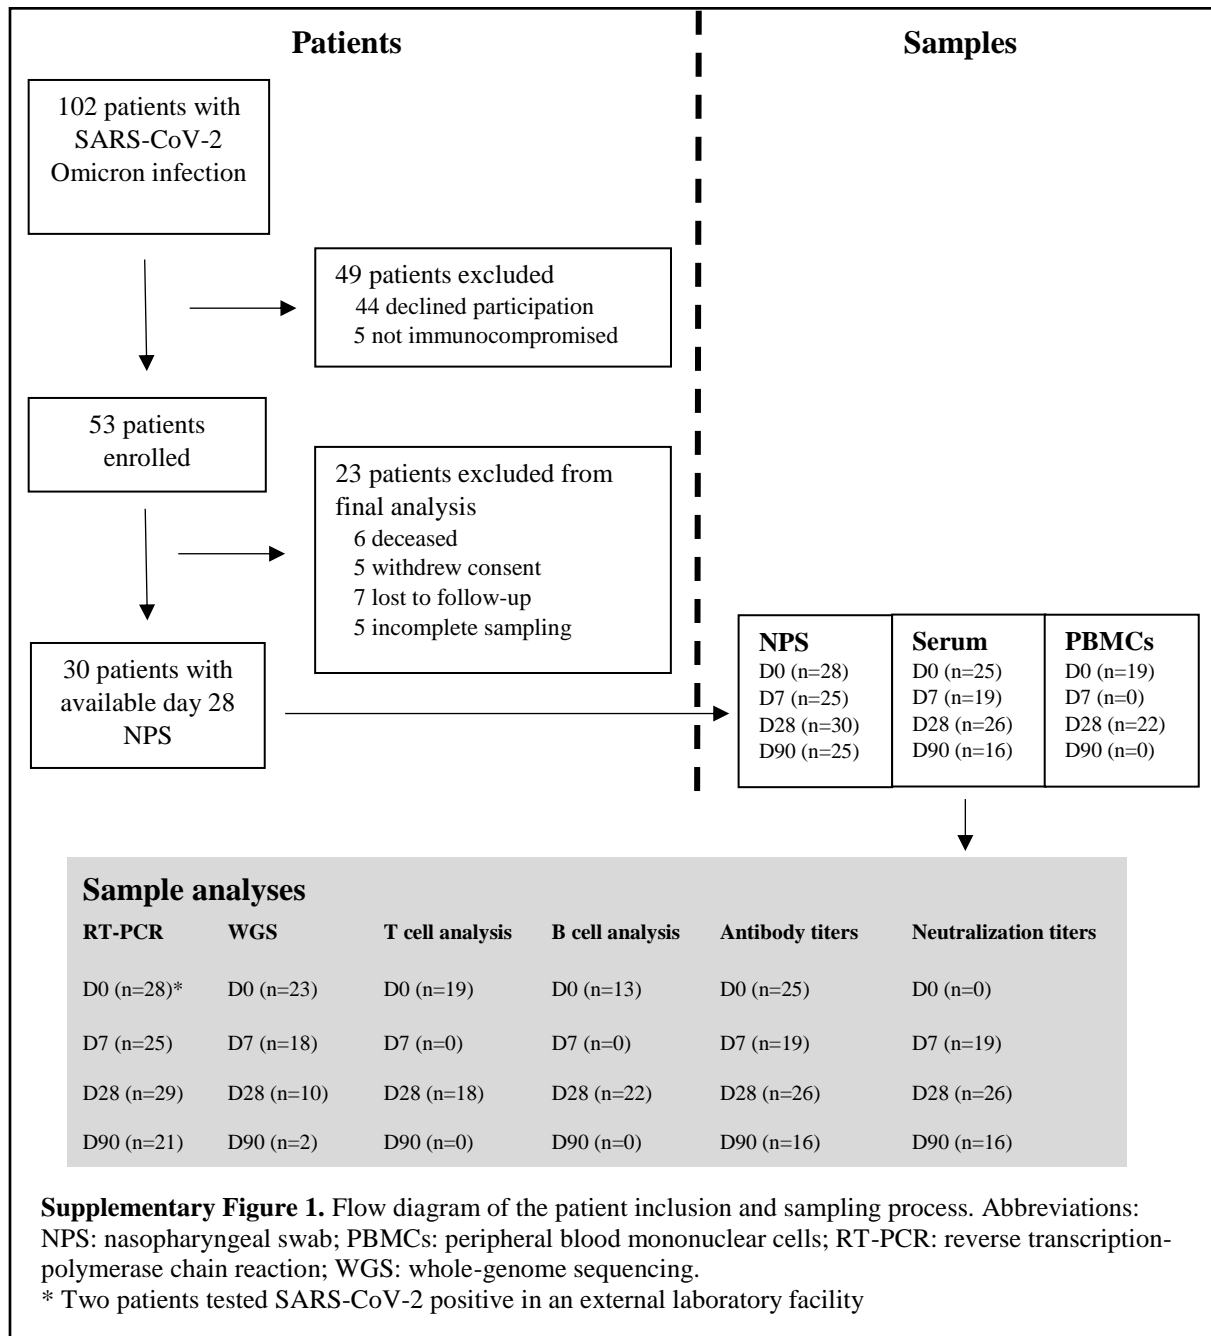 Patients
Samples
102 patients with
SARS-CoV-2
Omicron infection
49 patients excluded
44 declined participation
5 not immunocompromised
53 patients
enrolled
23 patients excluded from
final analysis
6 deceased
5 withdrew consent
7 lost to follow-up
5 incomplete sampling
30 patients with
available day 28
NPS
NPS
D0 (n=28)
D7 (n=25)
D28 (n=30)
D90 (n=25)
Serum
D0 (n=25)
D7 (n=19)
D28 (n=26)
D90 (n=16)
PBMCs
D0 (n=19)
D7 (n=0)
D28 (n=22)
D90 (n=0)
Sample analyses
RT-PCR WGS T cell analysis B cell analysis Antibody titers Neutralization titers
D0 (n=28)* D0 (n=23) D0 (n=19) D0 (n=13) D0 (n=25) D0 (n=0)
D7 (n=25) D7 (n=18) D7 (n=0) D7 (n=0) D7 (n=19) D7 (n=19)
D28 (n=29) D28 (n=10) D28 (n=18) D28 (n=22) D28 (n=26) D28 (n=26)
D90 (n=21) D90 (n=2) D90 (n=0) D90 (n=0) D90 (n=16) D90 (n=16)
Supplementary Figure 1. Flow diagram of the patient inclusion and sampling process. Abbreviations:
NPS: nasopharyngeal swab; PBMCs: peripheral blood mononuclear cells; RT-PCR: reverse transcription-
polymerase chain reaction; WGS: whole-genome sequencing.
* Two patients tested SARS-CoV-2 positive in an external laboratory facility